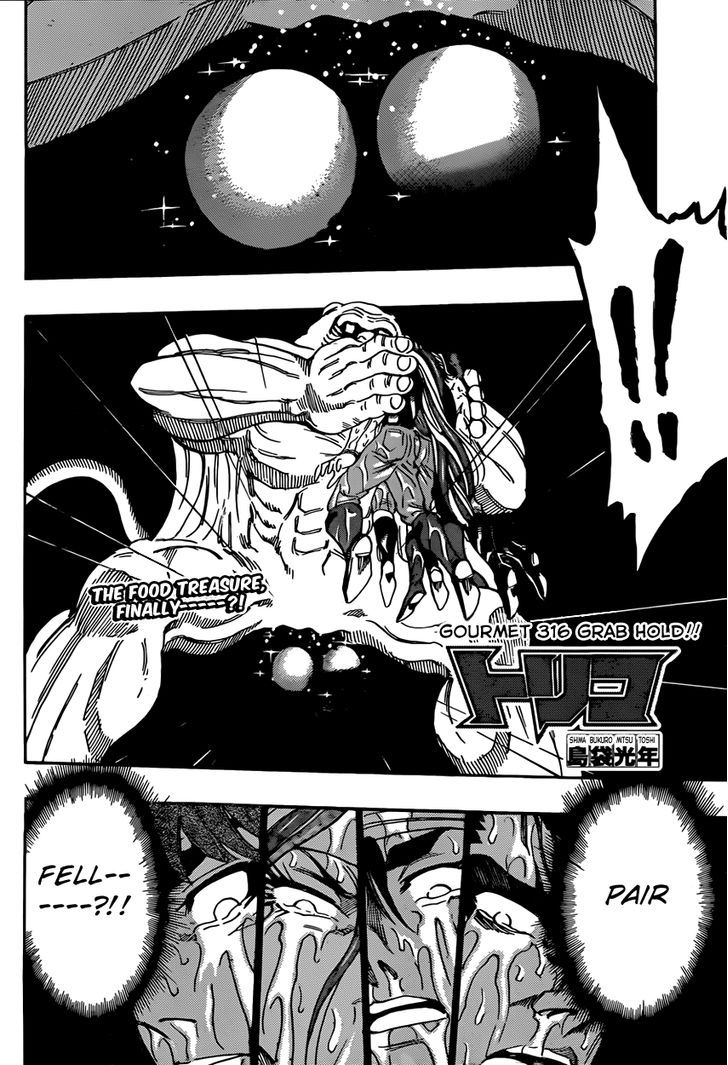 !!
THE FOOD TREASURE,
FINALLY-----?!
GOURMET 316 GRAB HOLD!!
トリコ
SHIMA BUKURO MITSU TOSHI
島袋光年
PAIR
FELL--
-----?!!